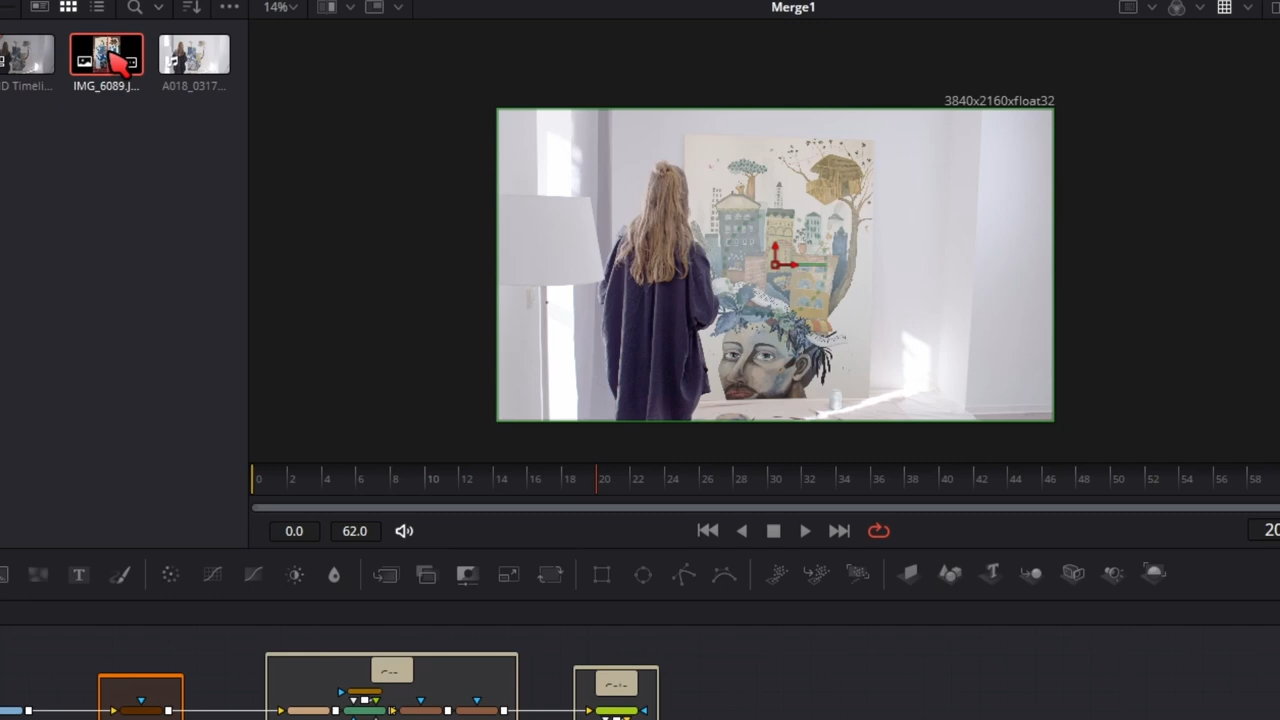 14%
Merge1
D Timeli...
IMG_6089.J...
A018_0317...
3840x2160xfloat32
0 2 4 6 8 10 12 14 16 18 20 22 24 26 28 30 32 34 36 38 40 42 44 46 48 50 52 54 56 58
0.0
62.0
20
T